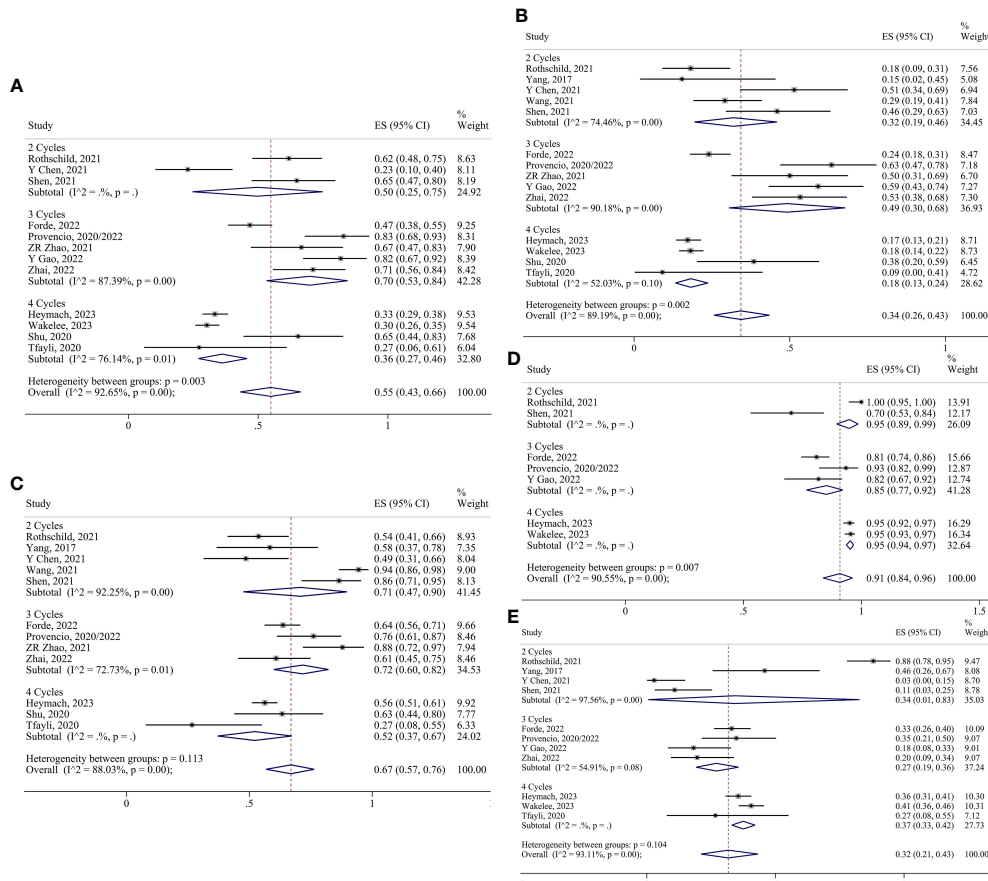 A
%
Study ES (95% CI) Weight
2 Cycles
Rothschild, 2021 0.62 (0.48, 0.75) 8.63
Y Chen, 2021 0.23 (0.10, 0.40) 8.11
Shen, 2021 0.65 (0.47, 0.80) 8.19
Subtotal (I^2 = .%, p = .) 0.50 (0.25, 0.75) 24.92
3 Cycles
Forde, 2022 0.47 (0.38, 0.55) 9.25
Provencio, 2020/2022 0.83 (0.68, 0.93) 8.31
ZR Zhao, 2021 0.67 (0.47, 0.83) 7.90
Y Gao, 2022 0.82 (0.67, 0.92) 8.39
Zhai, 2022 0.71 (0.56, 0.84) 8.42
Subtotal (I^2 = 87.39%, p = 0.00) 0.70 (0.53, 0.84) 42.28
4 Cycles
Heymach, 2023 0.33 (0.29, 0.38) 9.53
Wakelee, 2023 0.30 (0.26, 0.35) 9.54
Shu, 2020 0.65 (0.44, 0.83) 7.68
Tfayli, 2020 0.27 (0.06, 0.61) 6.04
Subtotal (I^2 = 76.14%, p = 0.01) 0.36 (0.27, 0.46) 32.80
Heterogeneity between groups: p = 0.003
Overall (I^2 = 92.65%, p = 0.00); 0.55 (0.43, 0.66) 100.00
0 .5 1
B
%
Study ES (95% CI) Weight
2 Cycles
Rothschild, 2021 0.18 (0.09, 0.31) 7.56
Yang, 2017 0.15 (0.02, 0.45) 5.08
Y Chen, 2021 0.51 (0.34, 0.69) 6.94
Wang, 2021 0.29 (0.19, 0.41) 7.84
Shen, 2021 0.46 (0.29, 0.63) 7.03
Subtotal (I^2 = 74.46%, p = 0.00) 0.32 (0.19, 0.46) 34.45
3 Cycles
Forde, 2022 0.24 (0.18, 0.31) 8.47
Provencio, 2020/2022 0.63 (0.47, 0.78) 7.18
ZR Zhao, 2021 0.50 (0.31, 0.69) 6.70
Y Gao, 2022 0.59 (0.43, 0.74) 7.27
Zhai, 2022 0.53 (0.38, 0.68) 7.30
Subtotal (I^2 = 90.18%, p = 0.00) 0.49 (0.30, 0.68) 36.93
4 Cycles
Heymach, 2023 0.17 (0.13, 0.21) 8.71
Wakelee, 2023 0.18 (0.14, 0.22) 8.73
Shu, 2020 0.38 (0.20, 0.59) 6.45
Tfayli, 2020 0.09 (0.00, 0.41) 4.72
Subtotal (I^2 = 52.03%, p = 0.10) 0.18 (0.13, 0.24) 28.62
Heterogeneity between groups: p = 0.002
Overall (I^2 = 89.19%, p = 0.00); 0.34 (0.26, 0.43) 100.00
0 .5 1
C
%
Study ES (95% CI) Weight
2 Cycles
Rothschild, 2021 0.54 (0.41, 0.66) 8.93
Yang, 2017 0.58 (0.37, 0.78) 7.35
Y Chen, 2021 0.49 (0.31, 0.66) 8.04
Wang, 2021 0.94 (0.86, 0.98) 9.00
Shen, 2021 0.86 (0.71, 0.95) 8.13
Subtotal (I^2 = 92.25%, p = 0.00) 0.71 (0.47, 0.90) 41.45
3 Cycles
Forde, 2022 0.64 (0.56, 0.71) 9.66
Provencio, 2020/2022 0.76 (0.61, 0.87) 8.46
ZR Zhao, 2021 0.88 (0.72, 0.97) 7.94
Zhai, 2022 0.61 (0.45, 0.75) 8.46
Subtotal (I^2 = 72.73%, p = 0.01) 0.72 (0.60, 0.82) 34.53
4 Cycles
Heymach, 2023 0.56 (0.51, 0.61) 9.92
Shu, 2020 0.63 (0.44, 0.80) 7.77
Tfayli, 2020 0.27 (0.08, 0.55) 6.33
Subtotal (I^2 = .%, p = .) 0.52 (0.37, 0.67) 24.02
Heterogeneity between groups: p = 0.113
Overall (I^2 = 88.03%, p = 0.00); 0.67 (0.57, 0.76) 100.00
0 .5 1
D
%
Study ES (95% CI) Weight
2 Cycles
Rothschild, 2021 1.00 (0.95, 1.00) 13.91
Shen, 2021 0.70 (0.53, 0.84) 12.17
Subtotal (I^2 = .%, p = .) 0.95 (0.89, 0.99) 26.09
3 Cycles
Forde, 2022 0.81 (0.74, 0.86) 15.66
Provencio, 2020/2022 0.93 (0.82, 0.99) 12.87
Y Gao, 2022 0.82 (0.67, 0.92) 12.74
Subtotal (I^2 = .%, p = .) 0.85 (0.77, 0.92) 41.28
4 Cycles
Heymach, 2023 0.95 (0.92, 0.97) 16.29
Wakelee, 2023 0.95 (0.93, 0.97) 16.34
Subtotal (I^2 = .%, p = .) 0.95 (0.94, 0.97) 32.64
Heterogeneity between groups: p = 0.007
Overall (I^2 = 90.55%, p = 0.00); 0.91 (0.84, 0.96) 100.00
0 .5 1 1.5
E
%
Study ES (95% CI) Weight
2 Cycles
Rothschild, 2021 0.88 (0.78, 0.95) 9.47
Yang, 2017 0.46 (0.26, 0.67) 8.08
Y Chen, 2021 0.03 (0.00, 0.15) 8.70
Shen, 2021 0.11 (0.03, 0.25) 8.78
Subtotal (I^2 = 97.56%, p = 0.00) 0.34 (0.01, 0.83) 35.03
3 Cycles
Forde, 2022 0.33 (0.26, 0.40) 10.09
Provencio, 2020/2022 0.35 (0.21, 0.50) 9.07
Y Gao, 2022 0.18 (0.08, 0.33) 9.01
Zhai, 2022 0.20 (0.09, 0.34) 9.07
Subtotal (I^2 = 54.91%, p = 0.08) 0.27 (0.19, 0.36) 37.24
4 Cycles
Heymach, 2023 0.36 (0.31, 0.41) 10.30
Wakelee, 2023 0.41 (0.36, 0.46) 10.31
Tfayli, 2020 0.27 (0.08, 0.55) 7.12
Subtotal (I^2 = .%, p = .) 0.37 (0.33, 0.42) 27.73
Heterogeneity between groups: p = 0.104
Overall (I^2 = 93.11%, p = 0.00); 0.32 (0.21, 0.43) 100.00